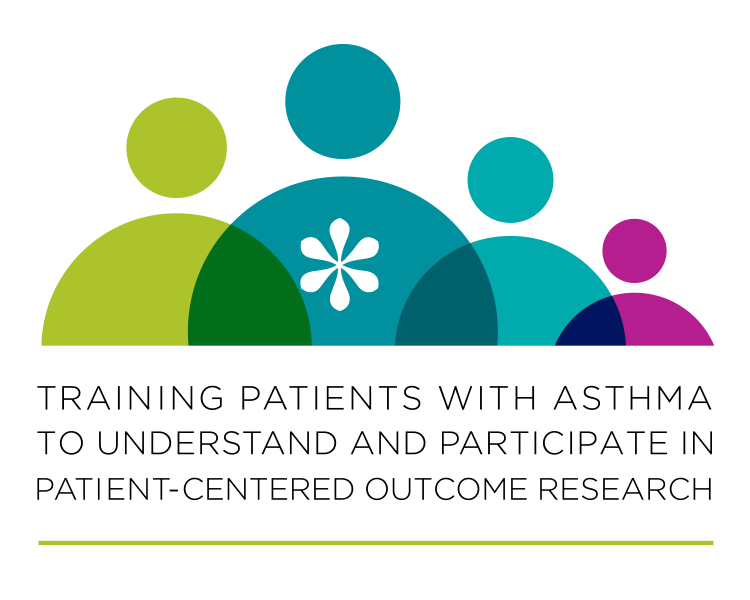 TRAINING PATIENTS WITH ASTHMA
TO UNDERSTAND AND PARTICIPATE IN
PATIENT-CENTERED OUTCOME RESEARCH